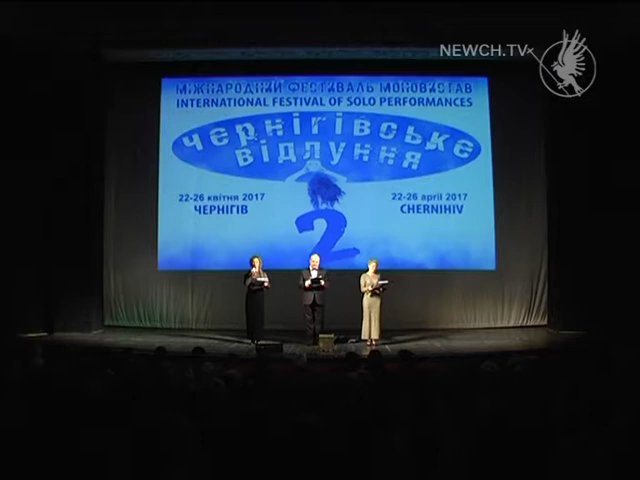 NEWCH.TV
МІЖНАРОДНИЙ ФЕСТИВАЛЬ МОНОВИСТАВ
INTERNATIONAL FESTIVAL OF SOLO PERFORMANCES
Чернігівське
відлуння
22-26 квітня 2017
ЧЕРНІГІВ
22-26 april 2017
CHERNIHIV
2